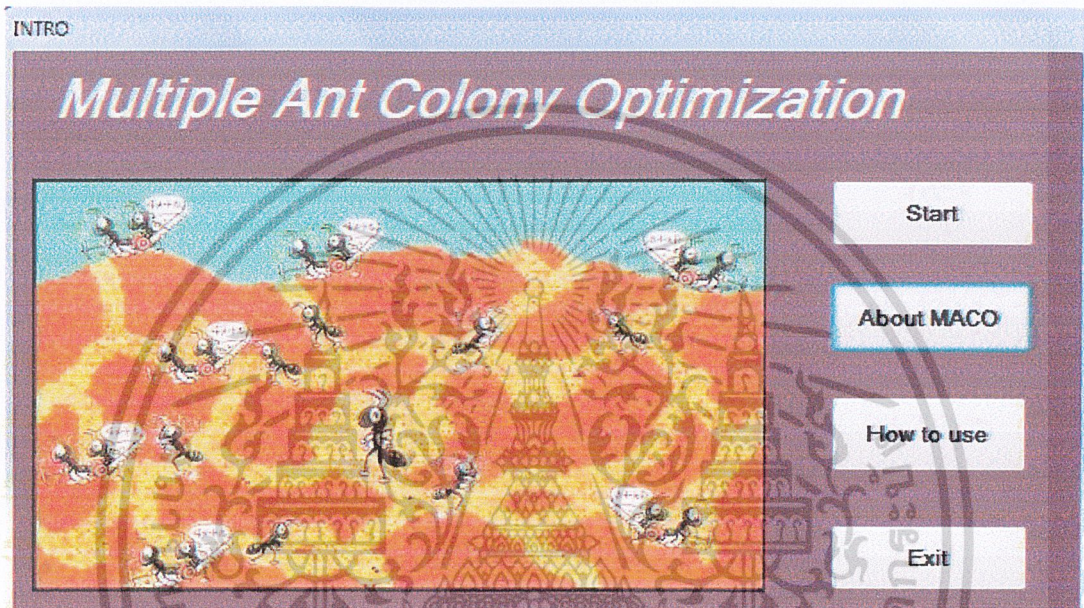 INTRO
Multiple Ant Colony Optimization
Start
About MACO
How to use
Exit